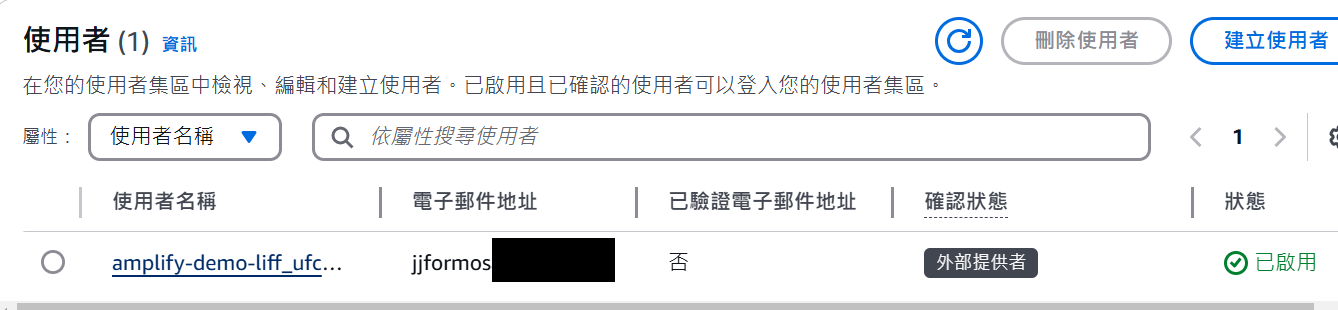 使用者 (1) 資訊 刪除使用者 建立使用者
在您的使用者集區中檢視、編輯和建立使用者。已啟用且已確認的使用者可以登入您的使用者集區。
屬性： 使用者名稱 依屬性搜尋使用者 1
使用者名稱 電子郵件地址 已驗證電子郵件地址 確認狀態 狀態
amplify-demo-liff_ufc… jjformos 否 外部提供者 已啟用